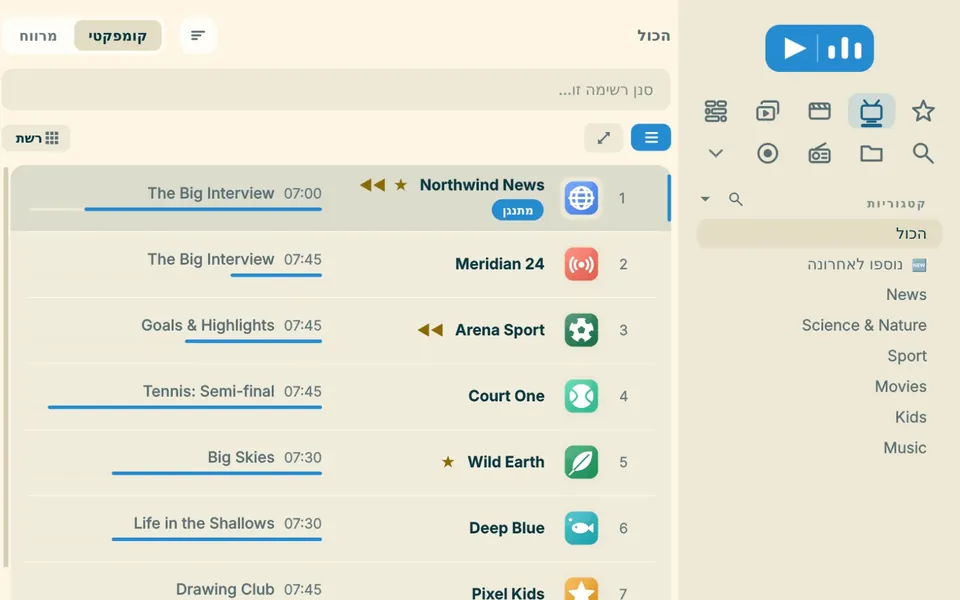 הכול
קומפקטי
מרווח
סנן רשימה זו...
רשת
1
Northwind News
מתנגן
07:00 The Big Interview
2
Meridian 24
07:45 The Big Interview
3
Arena Sport
07:45 Goals & Highlights
4
Court One
07:45 Tennis: Semi-final
5
Wild Earth
07:30 Big Skies
6
Deep Blue
07:30 Life in the Shallows
7
Pixel Kids
07:45 Drawing Club
קטגוריות
הכול
🆕 נוספו לאחרונה
News
Science & Nature
Sport
Movies
Kids
Music